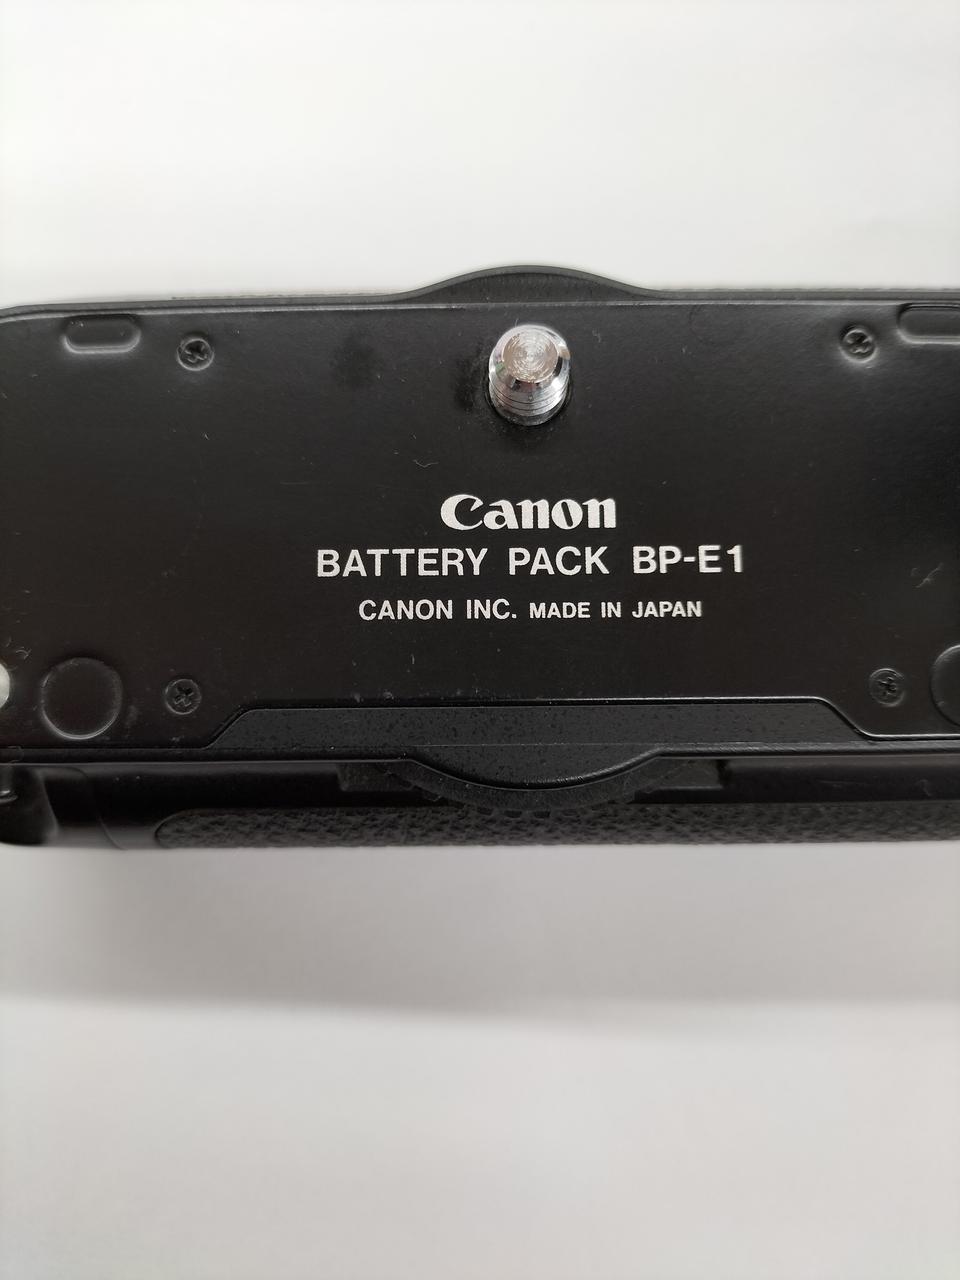 Canon
BATTERY PACK BP-E1
CANON INC. MADE IN JAPAN